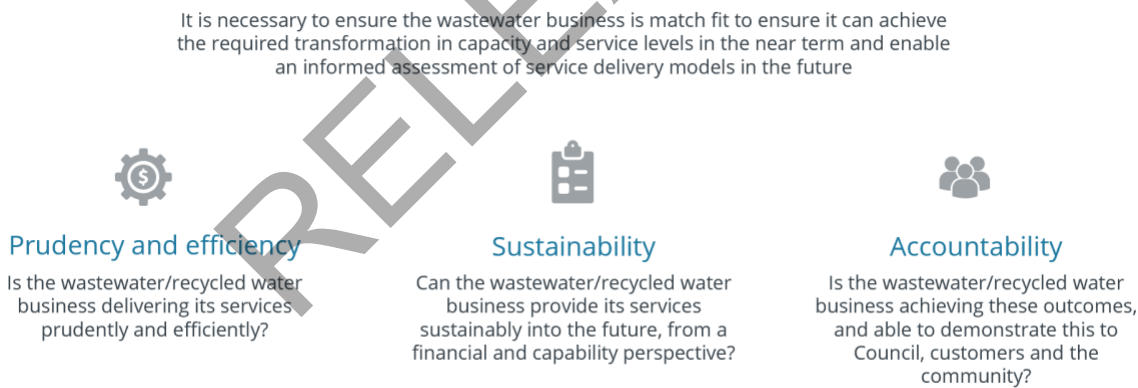 It is necessary to ensure the wastewater business is match fit to ensure it can achieve
the required transformation in capacity and service levels in the near term and enable
an informed assessment of service delivery models in the future
Prudency and efficiency
Is the wastewater/recycled water
business delivering its services
prudently and efficiently?
Sustainability
Can the wastewater/recycled water
business provide its services
sustainably into the future, from a
financial and capability perspective?
Accountability
Is the wastewater/recycled water
business achieving these outcomes,
and able to demonstrate this to
Council, customers and the
community?